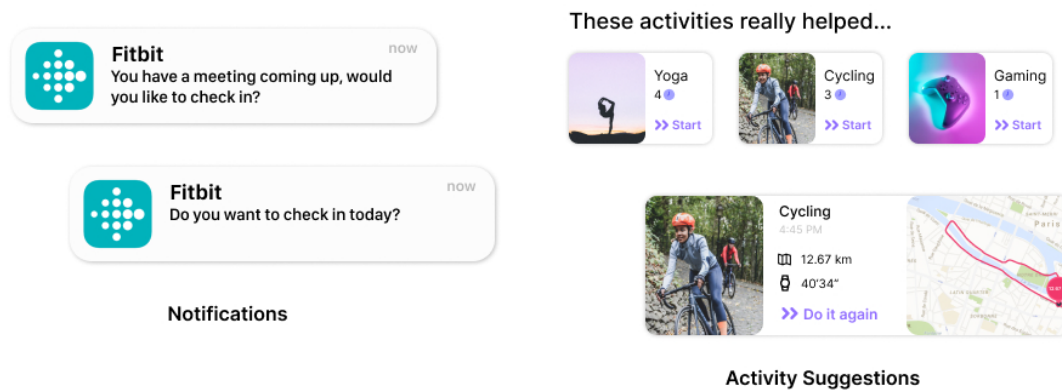 Fitbit
now
You have a meeting coming up, would
you like to check in?
Fitbit
now
Do you want to check in today?
Notifications
These activities really helped...
Yoga
4
Start
Cycling
3
Start
Gaming
1
Start
Cycling
4:45 PM
12.67 km
40'34"
Do it again
Paris
12.67
Activity Suggestions